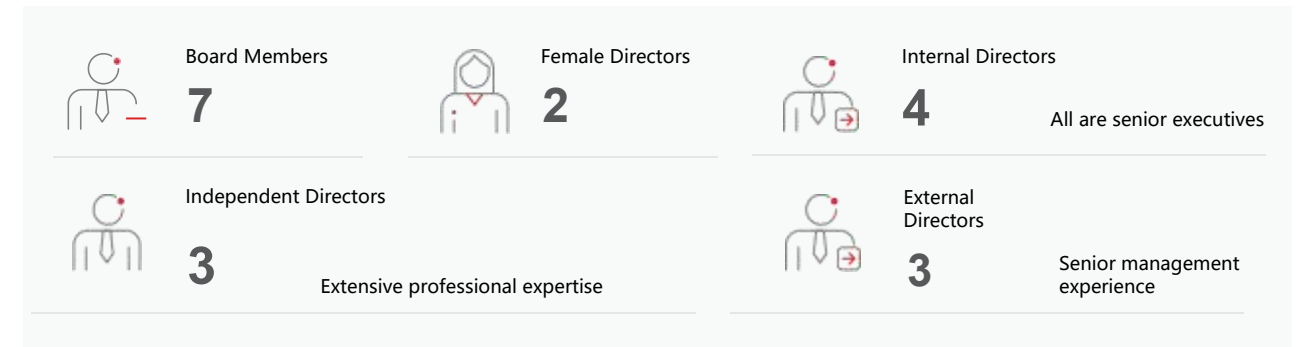 Board Members
7
Female Directors
2
Internal Directors
4
All are senior executives
Independent Directors
3
Extensive professional expertise
External
Directors
3
Senior management
experience